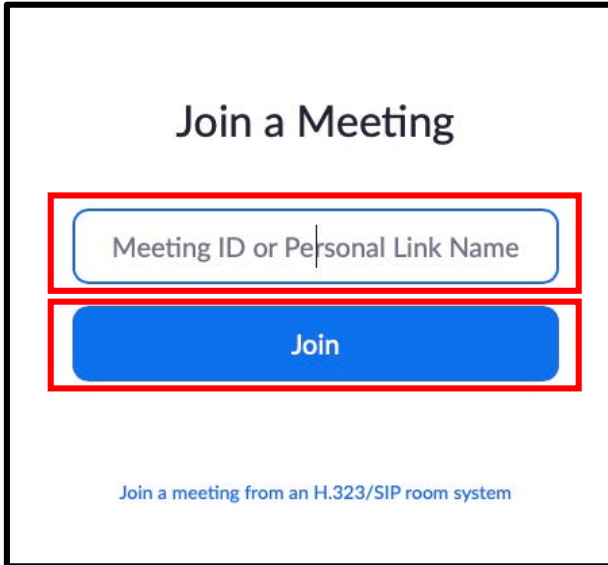 Join a Meeting
Meeting ID or Personal Link Name
Join
Join a meeting from an H.323/SIP room system